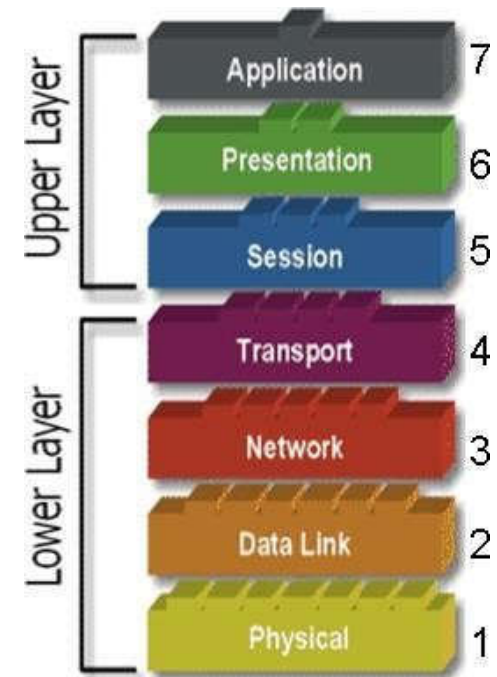 Upper Layer
Application 7
Presentation 6
Session 5
Lower Layer
Transport 4
Network 3
Data Link 2
Physical 1